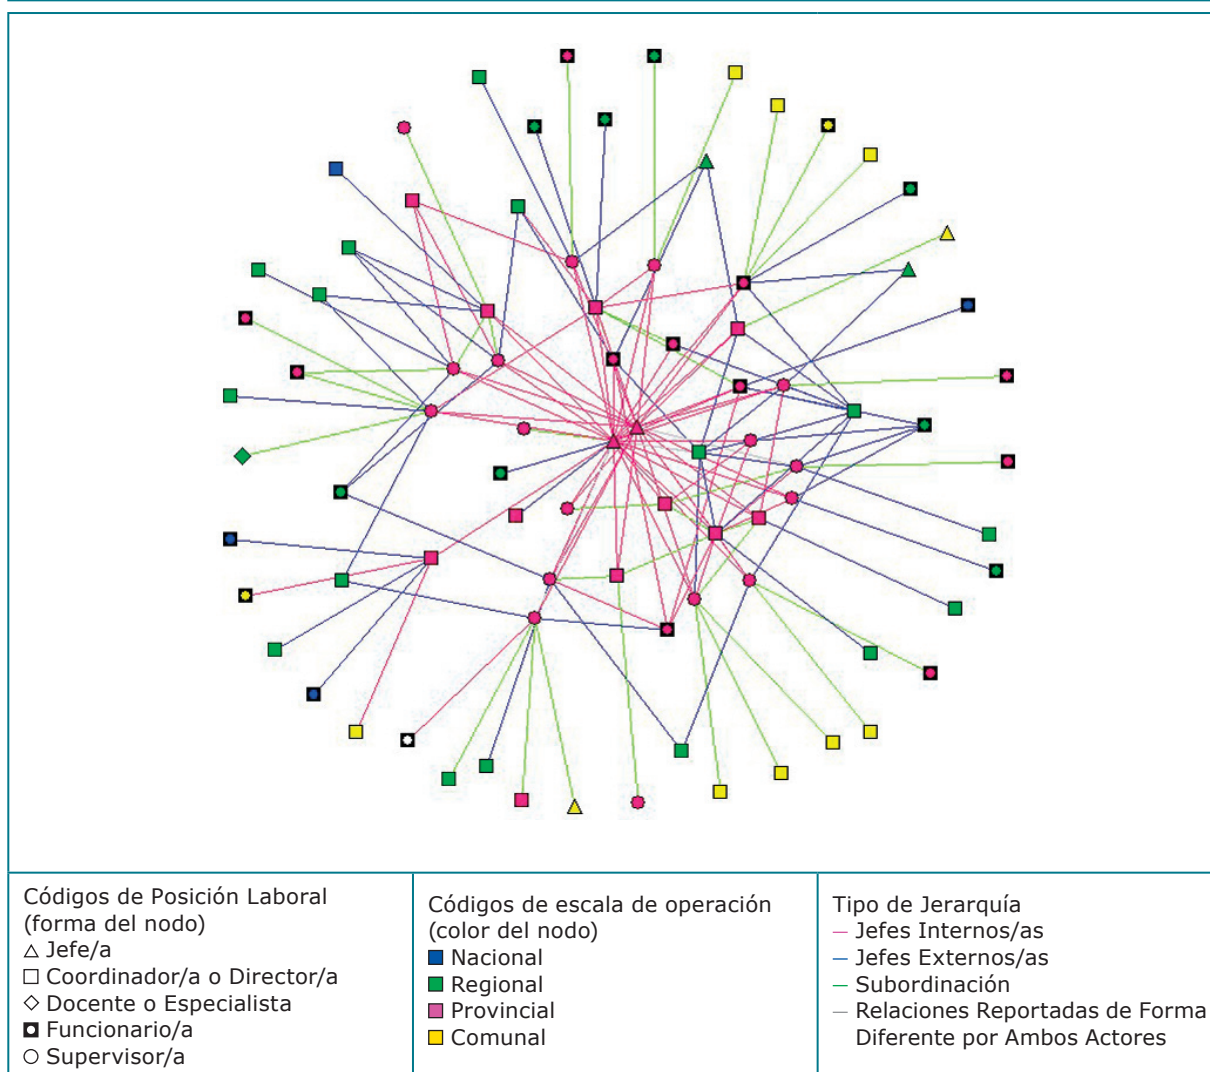 Códigos de Posición Laboral
(forma del nodo)
Jefe/a
Coordinador/a o Director/a
Docente o Especialista
Funcionario/a
Supervisor/a
Códigos de escala de operación
(color del nodo)
Nacional
Regional
Provincial
Comunal
Tipo de Jerarquía
Jefes Internos/as
Jefes Externos/as
Subordinación
Relaciones Reportadas de Forma
Diferente por Ambos Actores